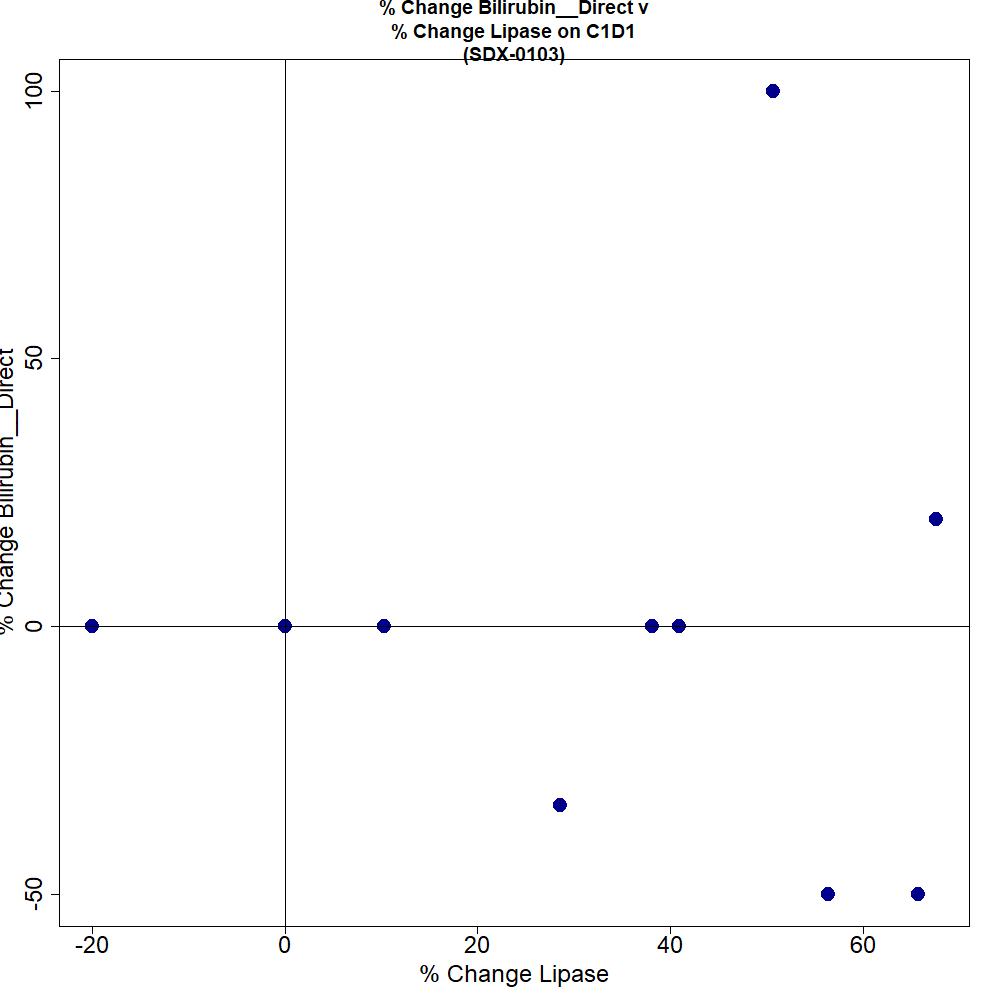 % Change Bilirubin__Direct v
% Change Lipase on C1D1
(SDX-0103)
% Change Bilirubin__Direct
100
50
0
-50
-20
0
20
40
60
% Change Lipase